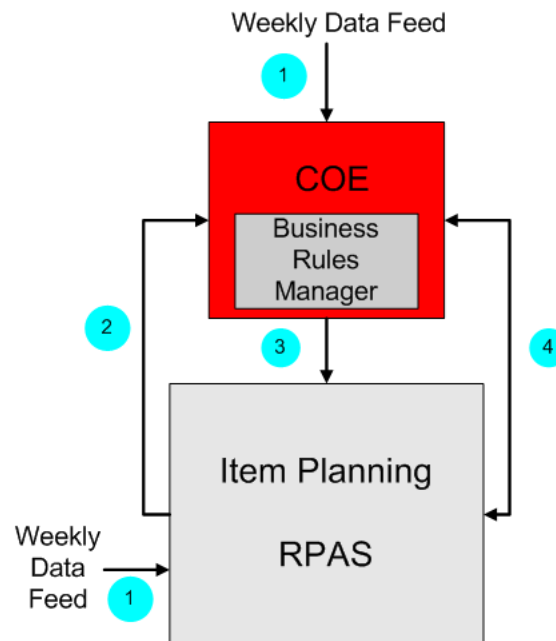 Weekly Data Feed
1
COE
Business
Rules
Manager
2
3
4
Item Planning
RPAS
Weekly
Data
Feed
1